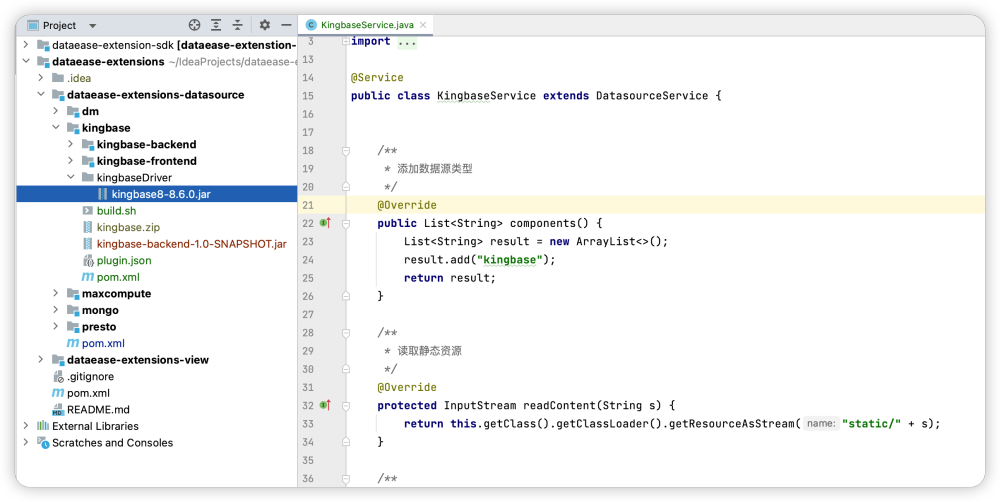 Project
dataease-extension-sdk [dataease-extenstion-
dataease-extensions ~/IdeaProjects/dataease-e
.idea
dataease-extensions-datasource
dm
kingbase
kingbase-backend
kingbase-frontend
kingbaseDriver
kingbase8-8.6.0.jar
build.sh
kingbase.zip
kingbase-backend-1.0-SNAPSHOT.jar
plugin.json
pom.xml
maxcompute
mongo
presto
pom.xml
dataease-extensions-view
.gitignore
pom.xml
README.md
External Libraries
Scratches and Consoles
KingbaseService.java
3 import ...
13
14 @Service
15 public class KingbaseService extends DatasourceService {
16
17
18 /**
19 * 添加数据源类型
20 */
21 @Override
22 public List<String> components() {
23 List<String> result = new ArrayList<>();
24 result.add("kingbase");
25 return result;
26 }
27
28 /**
29 * 读取静态资源
30 */
31 @Override
32 protected InputStream readContent(String s) {
33 return this.getClass().getClassLoader().getResourceAsStream( name: "static/" + s);
34 }
35
36 /**